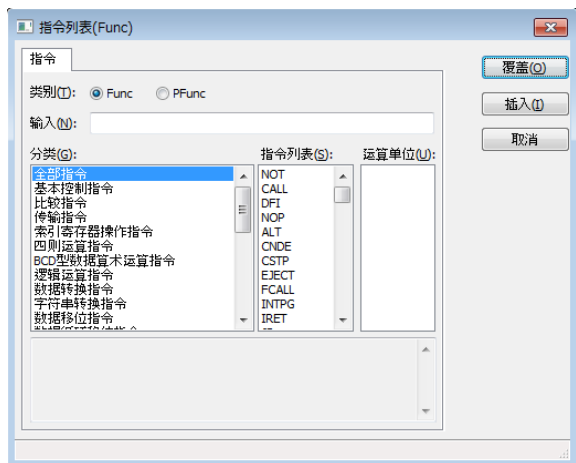 指令列表(Func)
指令
类别(T): Func PFunc
输入(N):
分类(G):
全部指令
基本控制指令
比较指令
传输指令
索引寄存器操作指令
四则运算指令
BCD型数据算术运算指令
逻辑运算指令
数据转换指令
字符串转换指令
数据移位指令
指令列表(S):
NOT
CALL
DFI
NOP
ALT
CNDE
CSTP
EJECT
FCALL
INTPG
IRET
运算单位(U):
覆盖(O)
插入(I)
取消